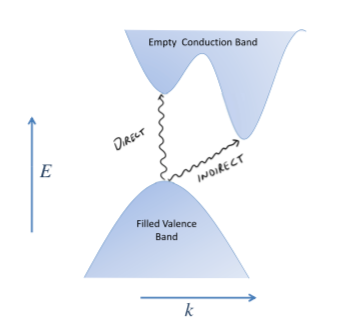 Empty Conduction Band
DIRECT
INDIRECT
E
Filled Valence
Band
k